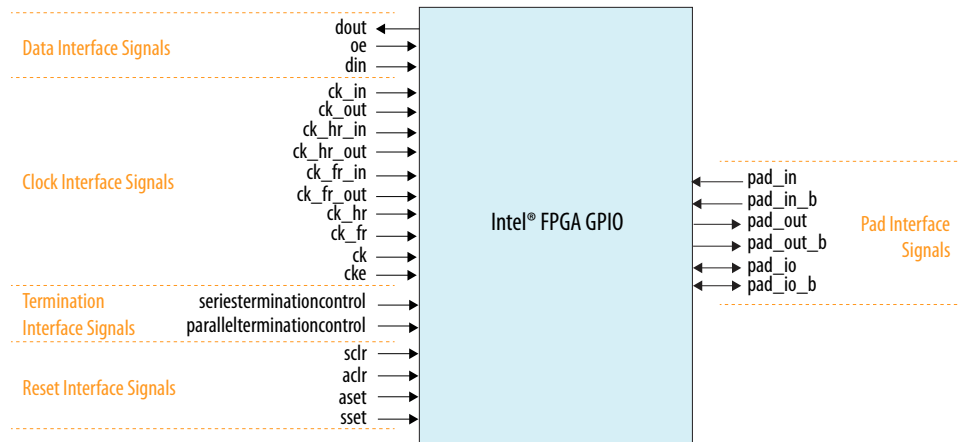 dout
oe
din
Data Interface Signals
ck_in
ck_out
ck_hr_in
ck_hr_out
ck_fr_in
ck_fr_out
ck_hr
ck_fr
ck
cke
Clock Interface Signals
Termination
Interface Signals
seriesterminationcontrol
parallelterminationcontrol
sclr
aclr
aset
sset
Reset Interface Signals
Intel® FPGA GPIO
pad_in
pad_in_b
pad_out
pad_out_b
pad_io
pad_io_b
Pad Interface
Signals